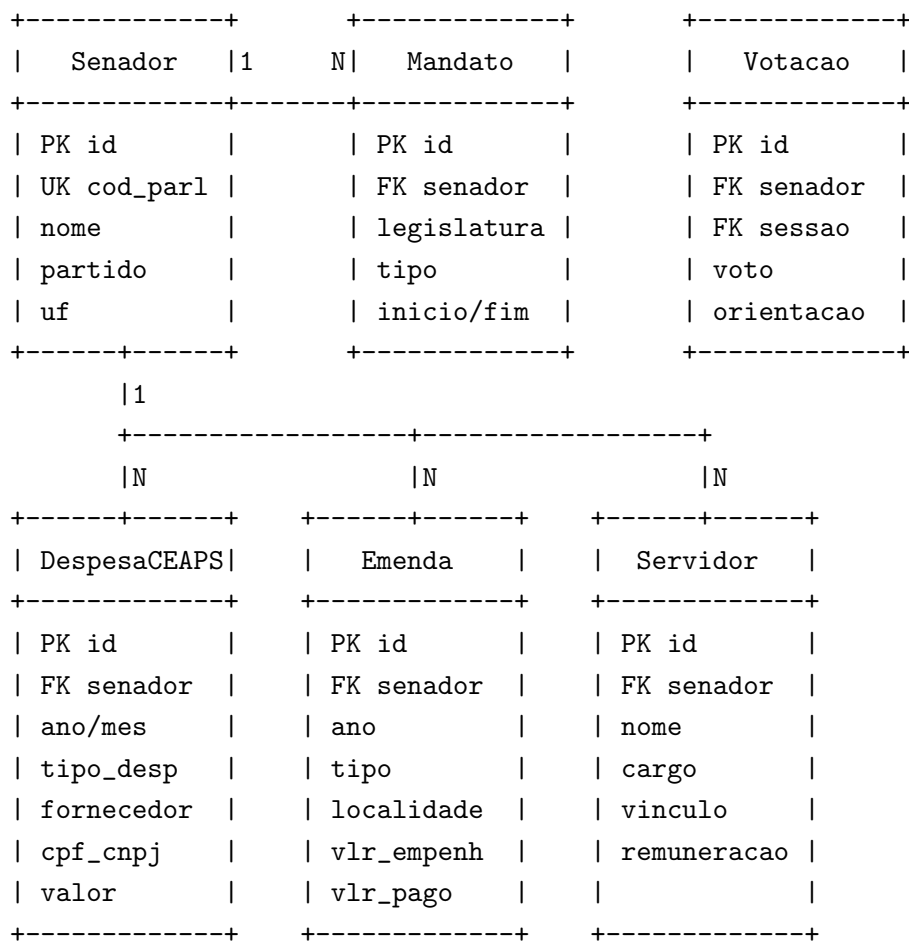 +-------------+       +-------------+       +-------------+
|   Senador   |1     N|   Mandato   |       |   Votacao   |
+-------------+-------+-------------+       +-------------+
| PK id       |       | PK id       |       | PK id       |
| UK cod_parl |       | FK senador  |       | FK senador  |
| nome        |       | legislatura |       | FK sessao   |
| partido     |       | tipo        |       | voto        |
| uf          |       | inicio/fim  |       | orientacao  |
+------+------+       +-------------+       +-------------+
       |1
       +------------------+------------------+
       |N                 |N                 |N
+------+------+    +------+------+    +------+------+
| DespesaCEAPS|    |   Emenda    |    |  Servidor   |
+-------------+    +-------------+    +-------------+
| PK id       |    | PK id       |    | PK id       |
| FK senador  |    | FK senador  |    | FK senador  |
| ano/mes     |    | ano         |    | nome        |
| tipo_desp   |    | tipo        |    | cargo       |
| fornecedor  |    | localidade  |    | vinculo     |
| cpf_cnpj    |    | vlr_empenh  |    | remuneracao |
| valor       |    | vlr_pago    |    |             |
+-------------+    +-------------+    +-------------+